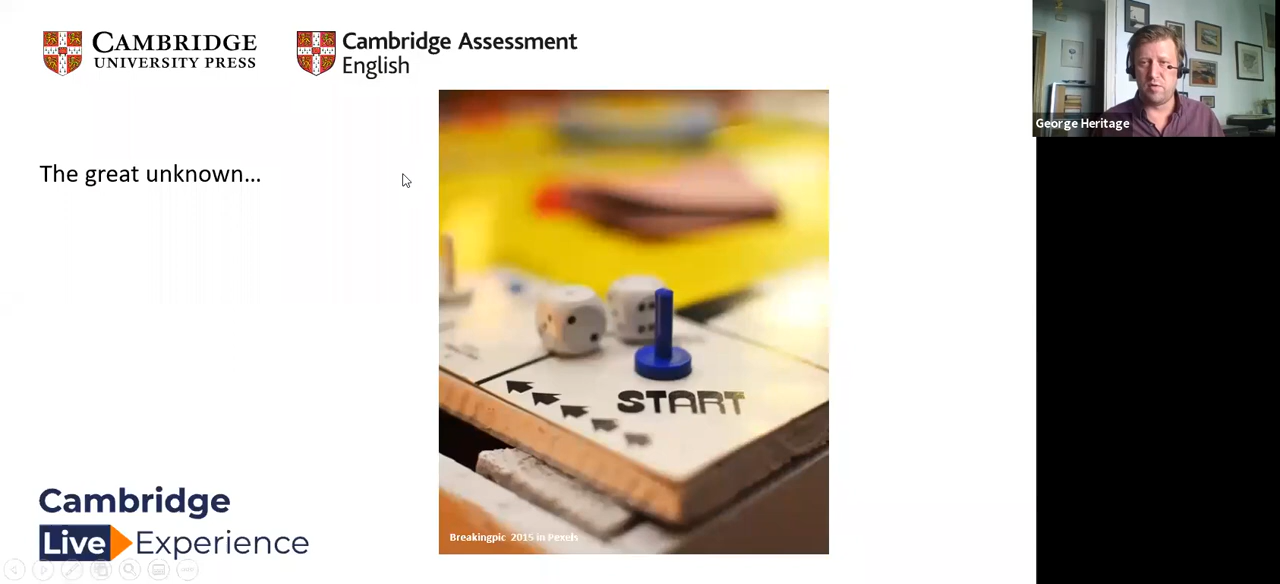 CAMBRIDGE
UNIVERSITY PRESS
Cambridge Assessment
English
George Heritage
The great unknown...
START
Breakingpic 2015 in Pexels
Cambridge
Live Experience